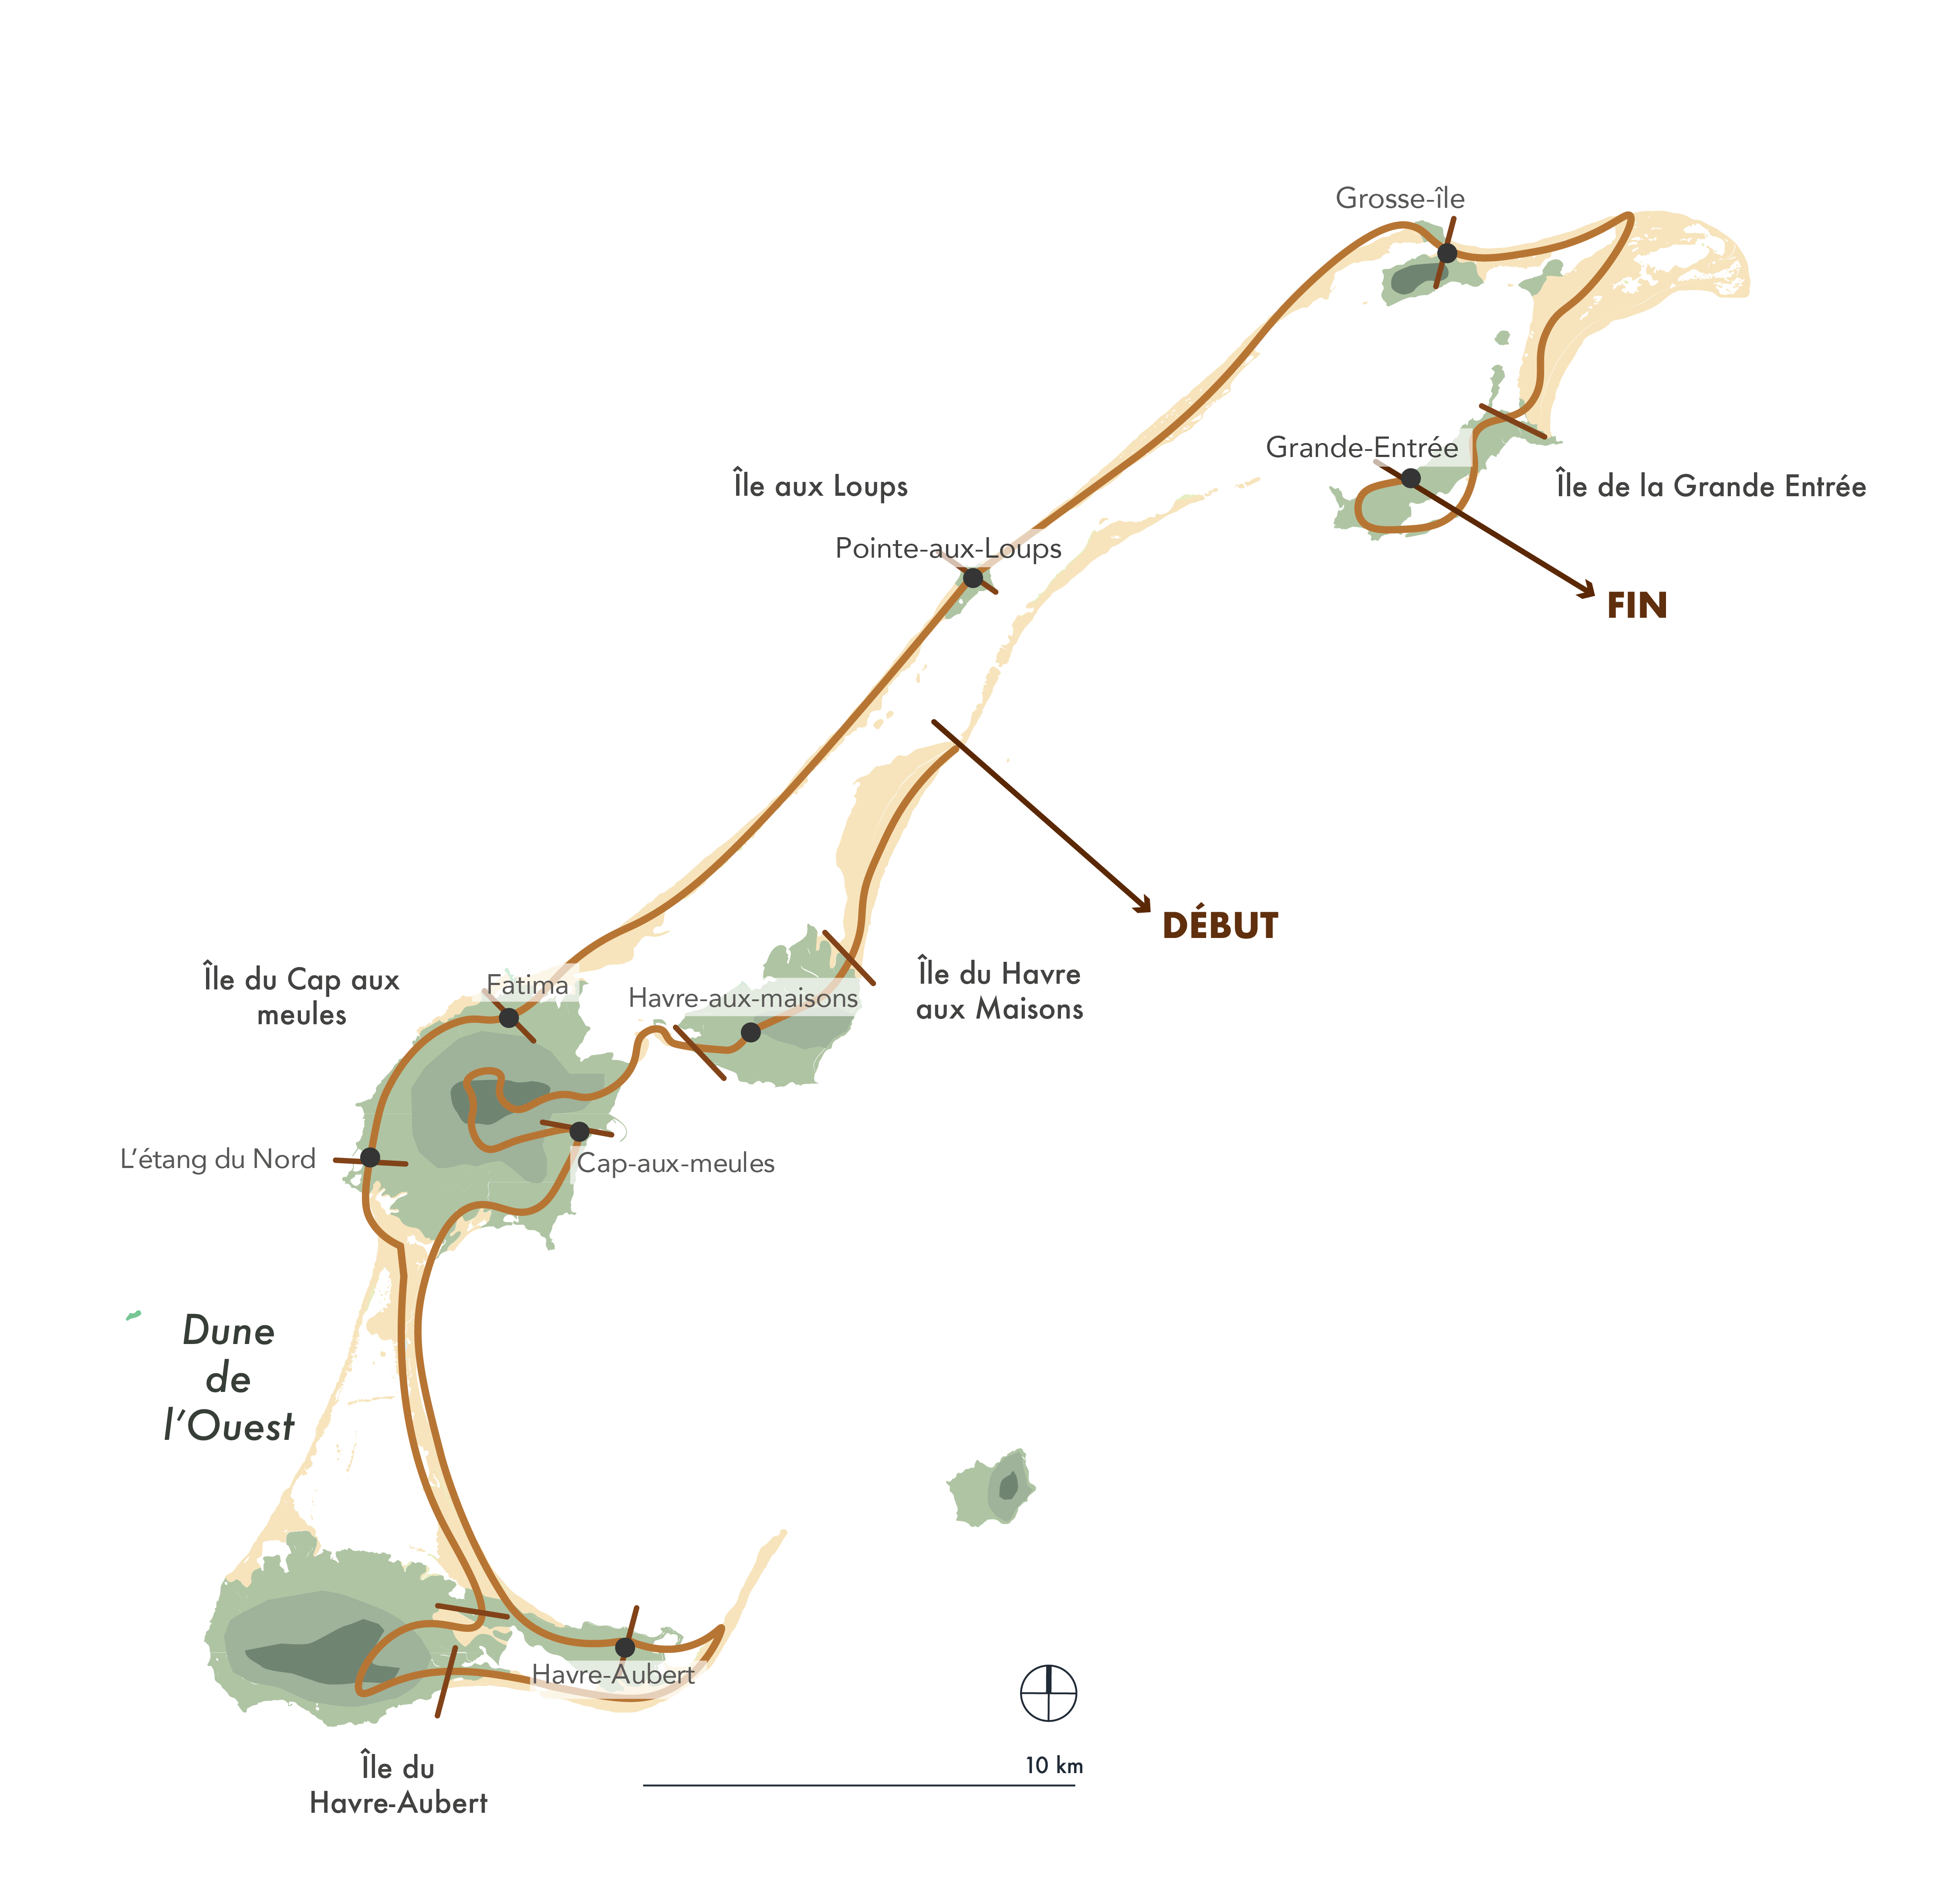 Grosse-île
Grande-Entrée
Île aux Loups
Île de la Grande Entrée
Pointe-aux-Loups
FIN
DÉBUT
Île du Cap aux
meules
Fatima
Havre-aux-maisons
Île du Havre
aux Maisons
L’étang du Nord
Cap-aux-meules
Dune
de
l’Ouest
Havre-Aubert
Île du
Havre-Aubert
10 km